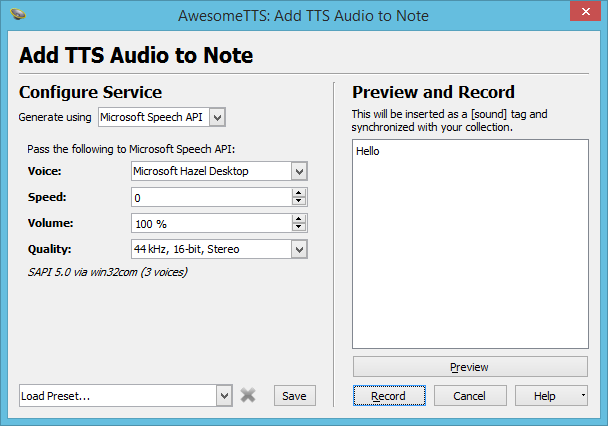 AwesomeTTS: Add TTS Audio to Note
Add TTS Audio to Note
Configure Service
Generate using Microsoft Speech API
Pass the following to Microsoft Speech API:
Voice: Microsoft Hazel Desktop
Speed: 0
Volume: 100 %
Quality: 44 kHz, 16-bit, Stereo
SAPI 5.0 via win32com (3 voices)
Load Preset...
Save
Preview and Record
This will be inserted as a [sound] tag and
synchronized with your collection.
Hello
Preview
Record Cancel Help